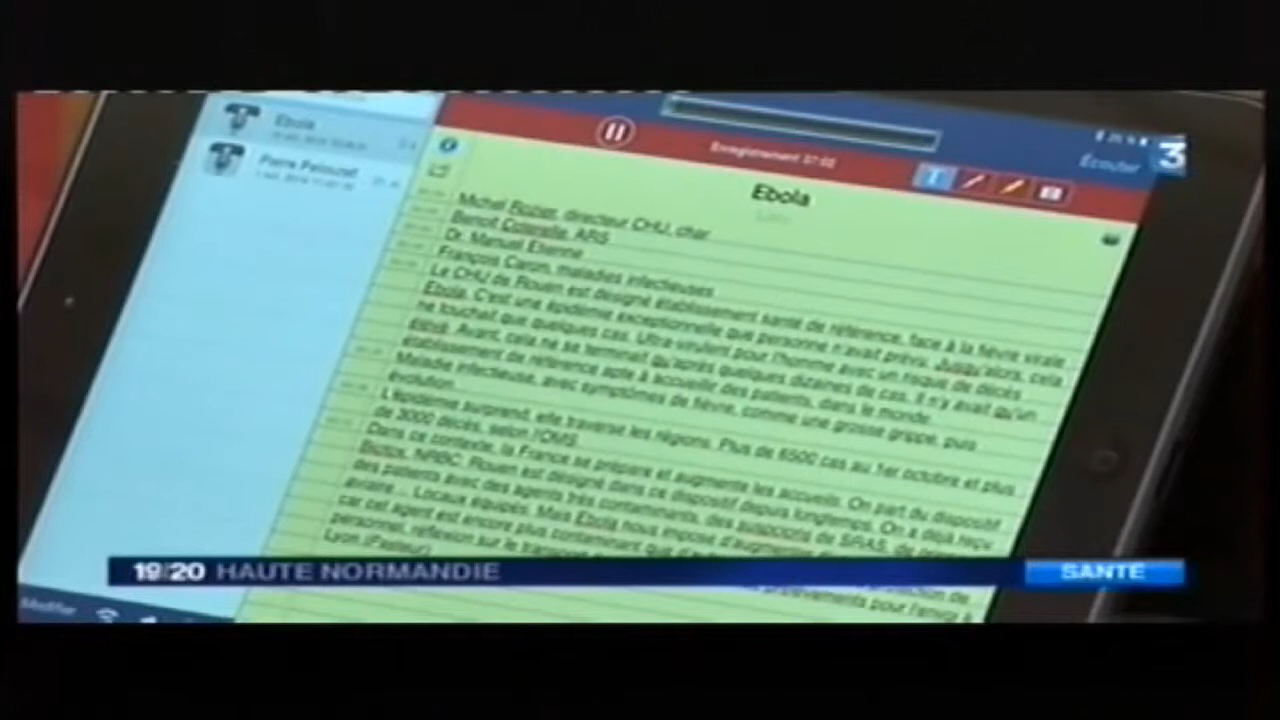 Ebola
Pierre
Enregistrement 37:02
Écouter
3
T
Ebola
Michel directeur CHU, char
Benoit ARS
Dr. Manuel Etienne
François Caron, maladies infectieuses
Le CHU de Rouen est désigné établissement santé de référence, face à la fièvre virale
Ebola. C'est une épidémie exceptionnelle que personne n'avait prévu. Jusqu'alors, cela
ne touchait que quelques cas. Ultra-virulent pour l'homme avec un risque de décès
élevé. Avant, cela ne se terminait qu'après quelques dizaines de cas. Il n'y avait qu'un
établissement de référence apte à accueillir des patients, dans le monde.
Maladie infectieuse, avec symptômes de fièvre, comme une grosse grippe, puis
évolution...
L'épidémie surprend, elle traverse les régions. Plus de 6500 cas au 1er octobre et plus
de 3000 décès, selon l'OMS.
Dans ce contexte, la France se prépare et augmente les accueils. On part du dispositif
Biotox, NRBC. Rouen est désigné dans ce dispositif depuis longtemps. On a déjà reçu
des patients avec des agents très contaminants, des suspicions de SRAS, de
aviaire... Locaux équipés. Mais Ebola nous impose d'augmenter
car cet agent est encore plus contaminant que
personnel, réflexion sur le
Lyon (Pasteur)
prélèvements pour l'envoi à
19 20 HAUTE NORMANDIE
SANTÉ
Modifier